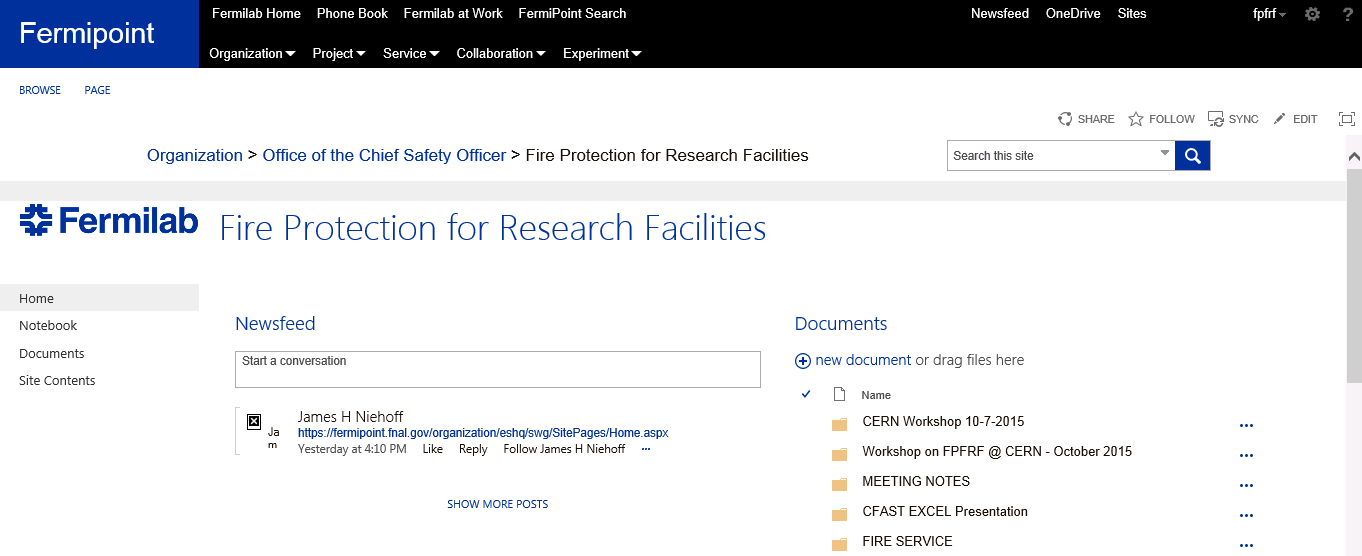 Fermipoint
Fermilab Home Phone Book Fermilab at Work FermiPoint Search Newsfeed OneDrive Sites fpfrf ?
Organization Project Service Collaboration Experiment
BROWSE PAGE
SHARE FOLLOW SYNC EDIT
Organization > Office of the Chief Safety Officer > Fire Protection for Research Facilities
Search this site
Fermilab Fire Protection for Research Facilities
Home
Notebook
Documents
Site Contents
Newsfeed
Start a conversation
Ja
m
James H Niehoff
https://fermipoint.fnal.gov/organization/eshq/swg/SitePages/Home.aspx
Yesterday at 4:10 PM Like Reply Follow James H Niehoff ...
SHOW MORE POSTS
Documents
new document or drag files here
Name
CERN Workshop 10-7-2015 ...
Workshop on FPFRF @ CERN - October 2015 ...
MEETING NOTES ...
CFAST EXCEL Presentation ...
FIRE SERVICE ...